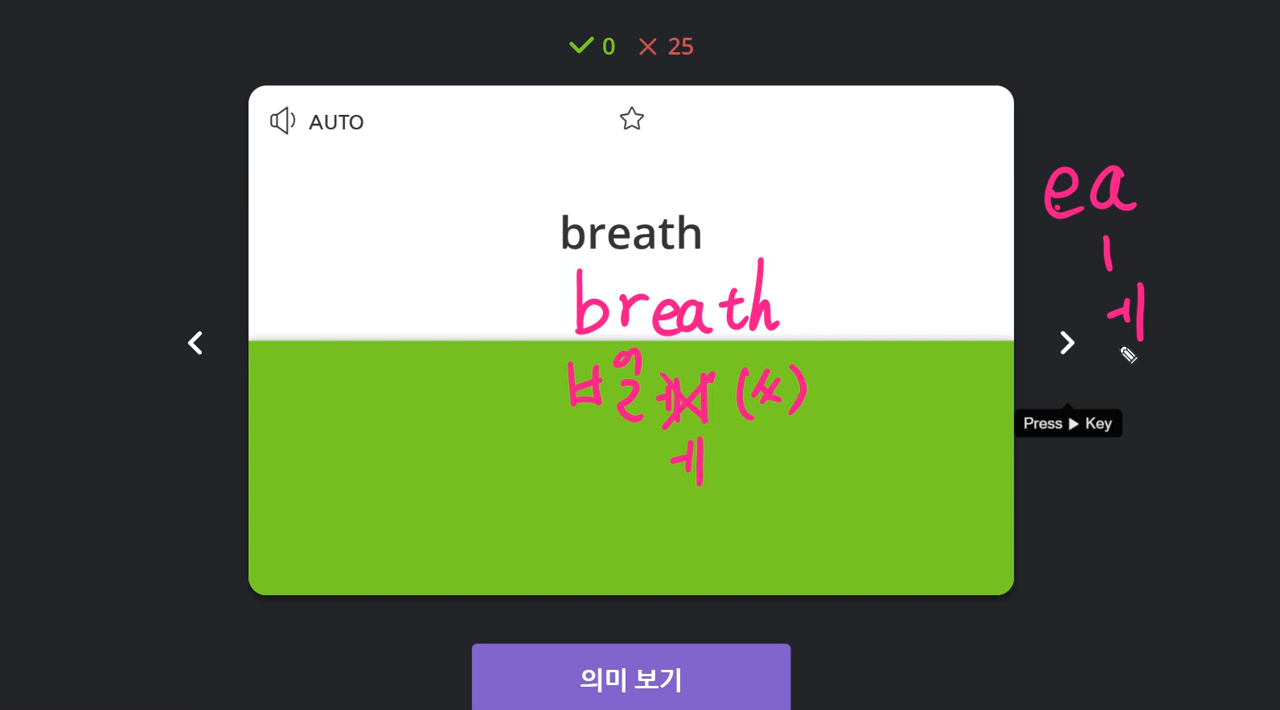 0 25
AUTO
breath
breath
ea
Press ▶ Key
의미 보기